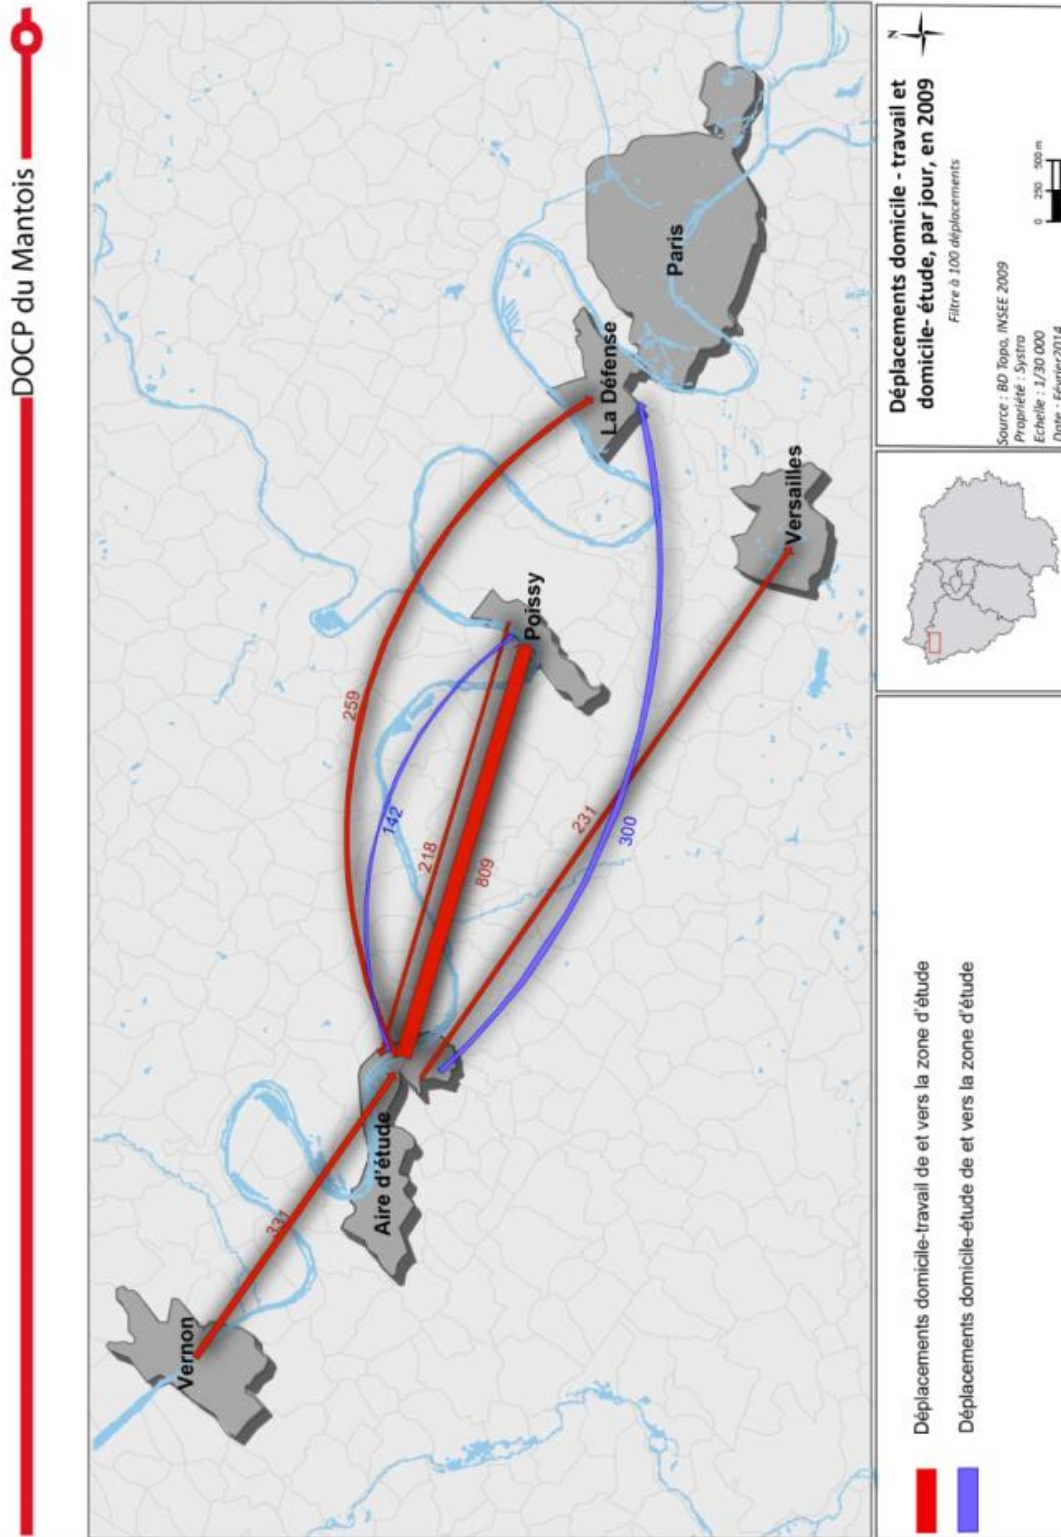 DOCP du Mantois
Vernon
Aire d'étude
Poissy
La Défense
Paris
Versailles
331
259
142
218
809
231
300
N
Déplacements domicile - travail et
domicile- étude, par jour, en 2009
Filtre à 100 déplacements
Source : BD Topo, INSEE 2009
Propriété : Systra
Echelle : 1/30 000
Date : Février2014
0 250 500 m
Déplacements domicile-travail de et vers la zone d'étude
Déplacements domicile-étude de et vers la zone d'étude